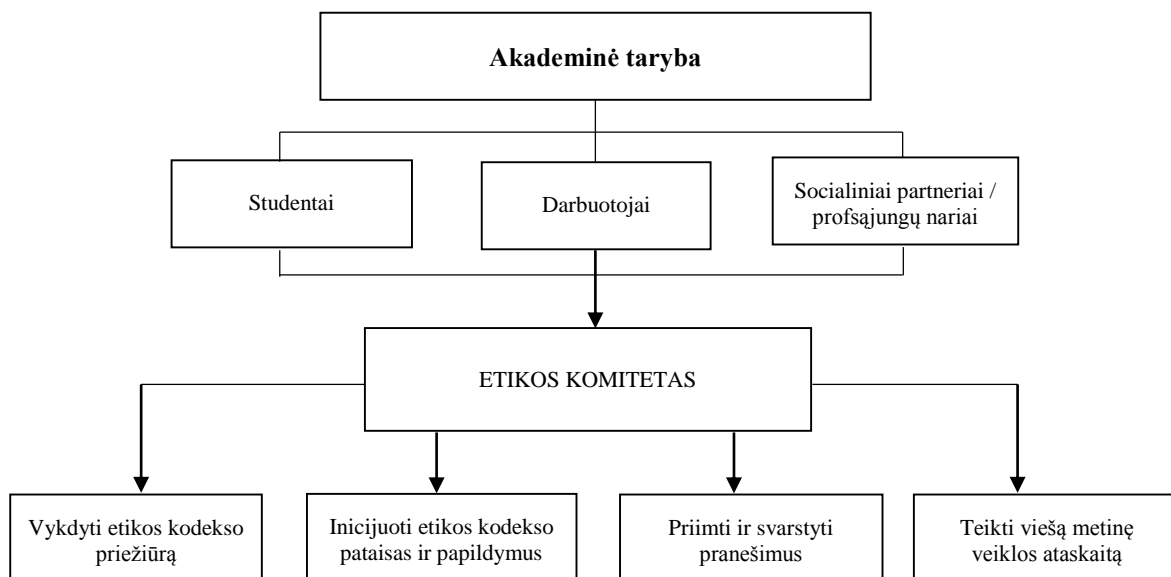 Akademinė taryba
Studentai
Darbuotojai
Socialiniai partneriai /
profsąjungų nariai
ETIKOS KOMITETAS
Vykdyti etikos kodekso
priežiūrą
Inicijuoti etikos kodekso
pataisas ir papildymus
Priimti ir svarstyti
pranešimus
Teikti viešą metinę
veiklos ataskaitą